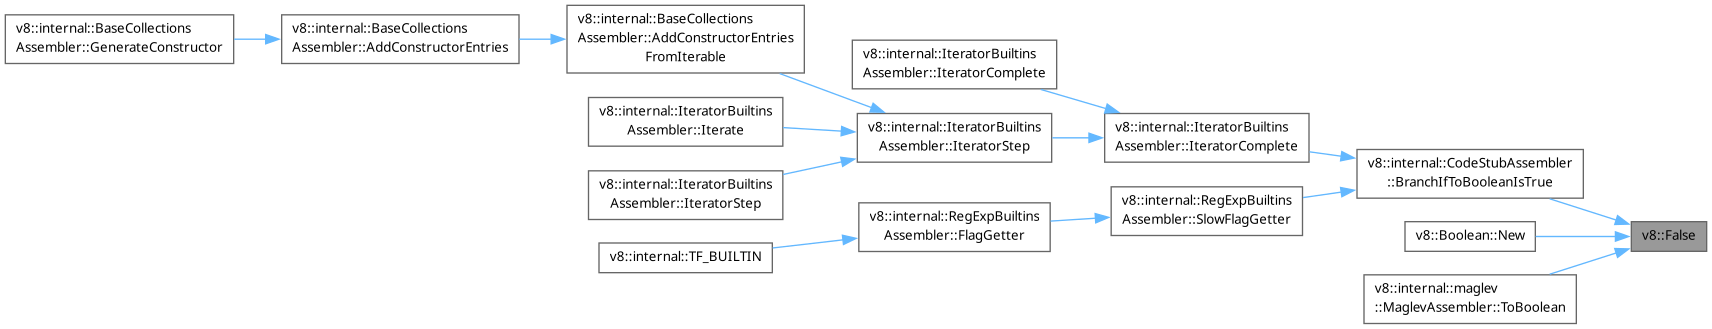 v8::internal::BaseCollections
Assembler::GenerateConstructor
v8::internal::BaseCollections
Assembler::AddConstructorEntries
v8::internal::BaseCollections
Assembler::AddConstructorEntries
FromIterable
v8::internal::IteratorBuiltins
Assembler::Iterate
v8::internal::IteratorBuiltins
Assembler::IteratorStep
v8::internal::TF_BUILTIN
v8::internal::IteratorBuiltins
Assembler::IteratorComplete
v8::internal::IteratorBuiltins
Assembler::IteratorStep
v8::internal::RegExpBuiltins
Assembler::FlagGetter
v8::internal::IteratorBuiltins
Assembler::IteratorComplete
v8::internal::RegExpBuiltins
Assembler::SlowFlagGetter
v8::internal::CodeStubAssembler
::BranchIfToBooleanIsTrue
v8::Boolean::New
v8::internal::maglev
::MaglevAssembler::ToBoolean
v8::False